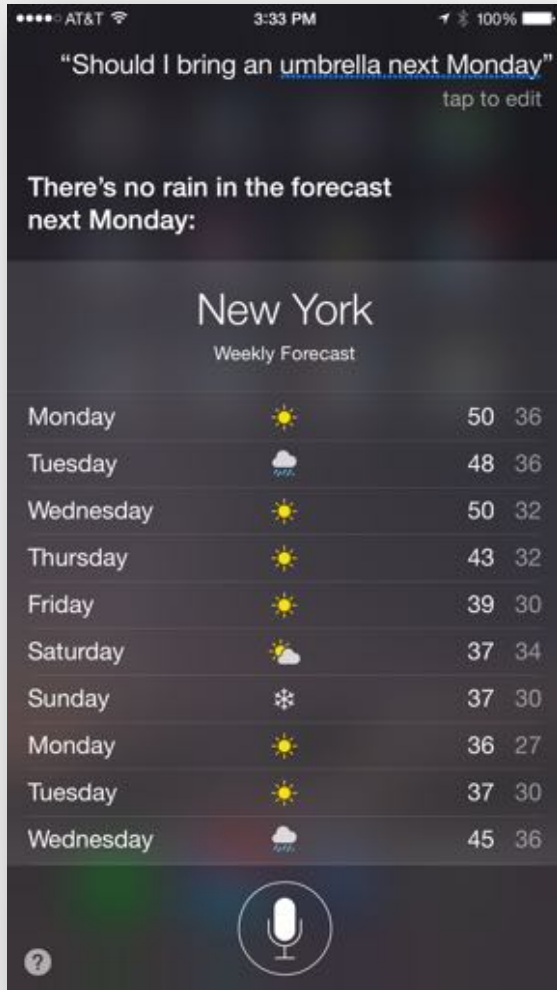 AT&T 3:33 PM 100%
“Should I bring an umbrella next Monday”
tap to edit
There’s no rain in the forecast
next Monday:
New York
Weekly Forecast
Monday 50 36
Tuesday 48 36
Wednesday 50 32
Thursday 43 32
Friday 39 30
Saturday 37 34
Sunday 37 30
Monday 36 27
Tuesday 37 30
Wednesday 45 36
?